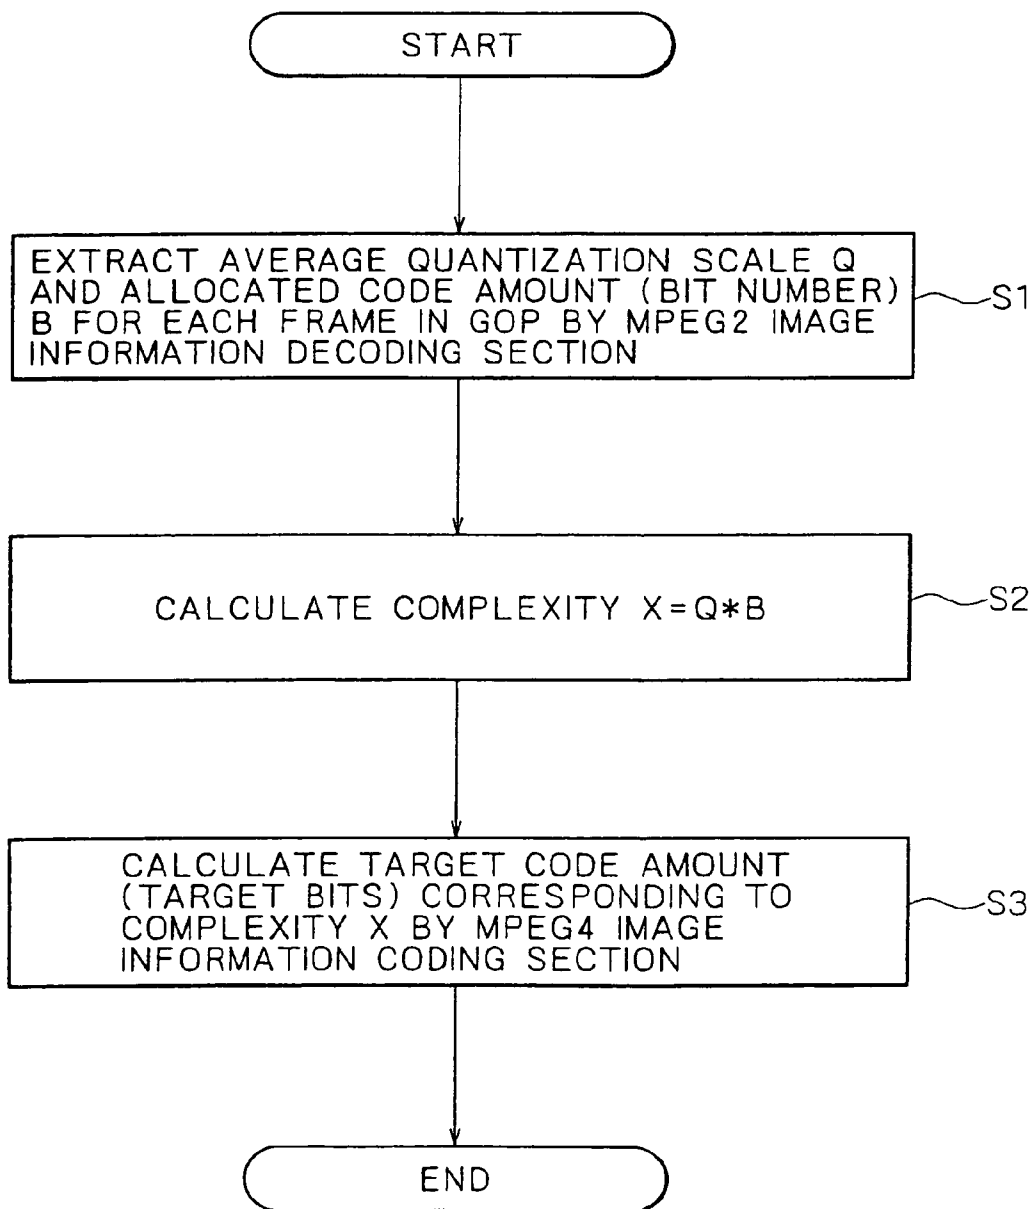 START
EXTRACT AVERAGE QUANTIZATION SCALE Q
AND ALLOCATED CODE AMOUNT (BIT NUMBER)
B FOR EACH FRAME IN GOP BY MPEG2 IMAGE
INFORMATION DECODING SECTION
S1
CALCULATE COMPLEXITY X=Q*B
S2
CALCULATE TARGET CODE AMOUNT
(TARGET BITS) CORRESPONDING TO
COMPLEXITY X BY MPEG4 IMAGE
INFORMATION CODING SECTION
S3
END